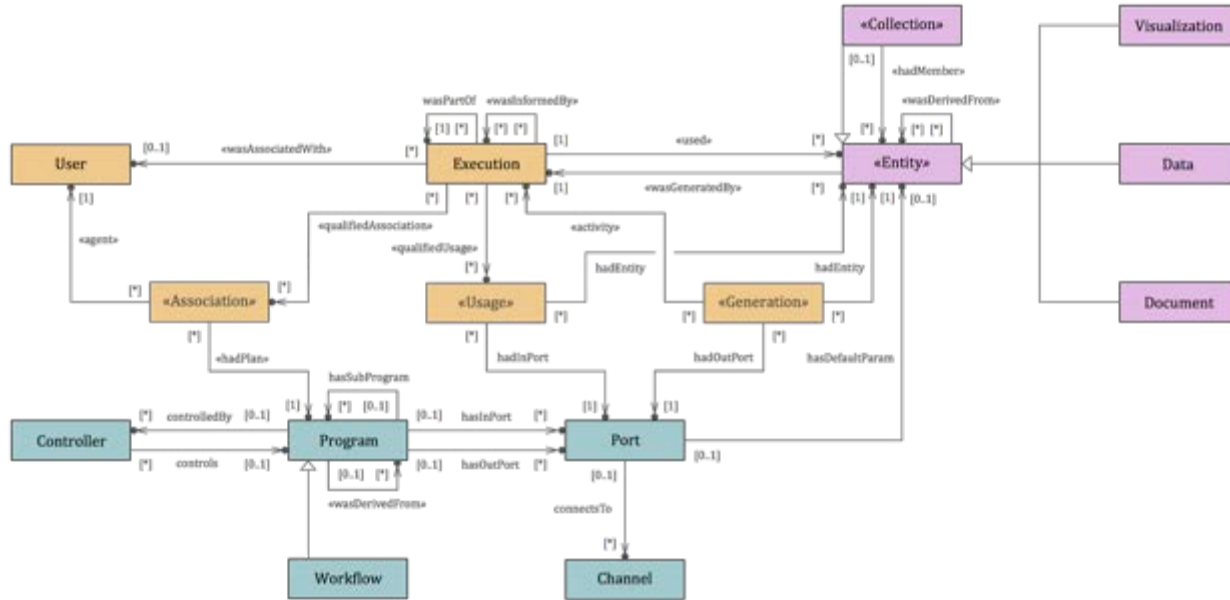 «Collection»
Visualization
[0..1]
«hadMember»
wasPartOf
«wasInformedBy»
«wasDerivedFrom»
[1] [*]
[*] [*]
[*]
[*] [*]
[0..1]
«wasAssociatedWith»
[*]
[1]
«used»
[*]
User
Execution
«Entity»
Data
[1]
[*]
[*]
[*]
[1]
«wasGeneratedBy»
[*]
[1]
[1]
[0..1]
«agent»
«qualifiedAssociation»
«activity»
«qualifiedUsage»
[*]
hadEntity
hadEntity
[*]
[*]
«Association»
«Usage»
«Generation»
Document
[*]
[*]
[*]
[*]
[*]
[*]
«hadPlan»
hadInPort
hadOutPort
hasDefaultParam
hasSubProgram
[1]
[*] [0..1]
[1]
[1]
[*]
controlledBy
[0..1]
[0..1]
hasInPort
[*]
Controller
Program
Port
[*]
controls
[0..1]
[0..1]
hasOutPort
[*]
[0..1]
[0..1] [*]
[0..1]
«wasDerivedFrom»
connectsTo
[*]
Workflow
Channel